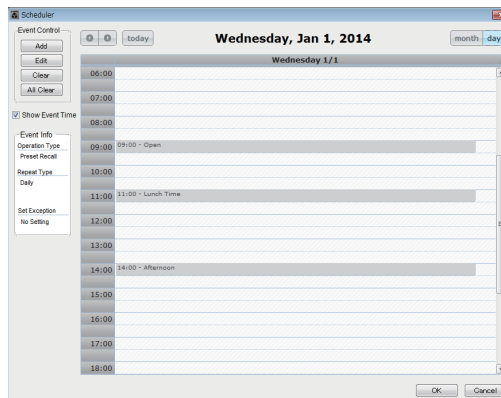 Scheduler
Event Control
Add
Edit
Clear
All Clear
Show Event Time
Event Info
Operation Type
Preset Recall
Repeat Type
Daily
Set Exception
No Setting
today
Wednesday, Jan 1, 2014
month
day
Wednesday 1/1
06:00
07:00
08:00
09:00
09:00 - Open
10:00
11:00
11:00 - Lunch Time
12:00
13:00
14:00
14:00 - Afternoon
15:00
16:00
17:00
18:00
OK
Cancel